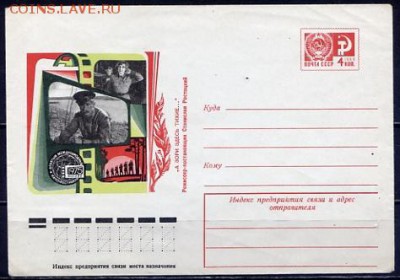 COINS.LAVE.RU
ПОЧТА СССР
4 КОП.
„А ЗОРИ ЗДЕСЬ ТИХИЕ..."
Режиссер-постановщик Станислав Ростоцкий
Куда
Кому
Индекс предприятия связи и адрес
отправителя
Индекс предприятия связи места назначения